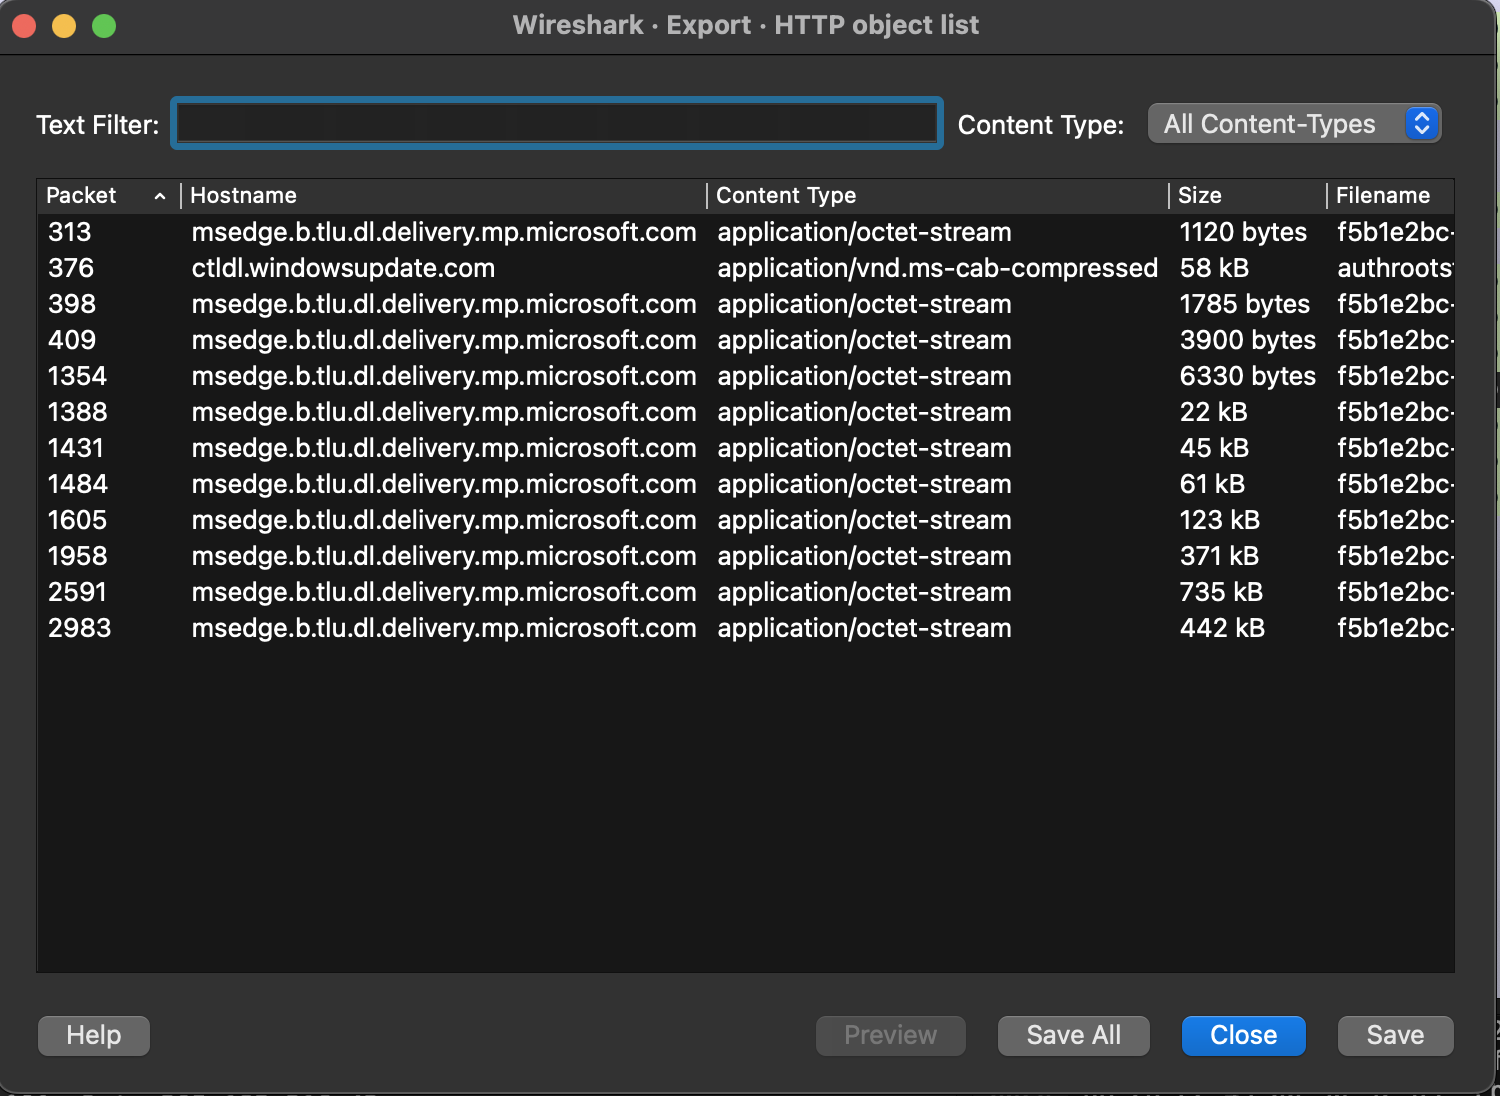 Wireshark · Export · HTTP object list
Text Filter: Content Type: All Content-Types
Packet Hostname Content Type Size Filename
313 msedge.b.tlu.dl.delivery.mp.microsoft.com application/octet-stream 1120 bytes f5b1e2bc-
376 ctldl.windowsupdate.com application/vnd.ms-cab-compressed 58 kB authroots
398 msedge.b.tlu.dl.delivery.mp.microsoft.com application/octet-stream 1785 bytes f5b1e2bc-
409 msedge.b.tlu.dl.delivery.mp.microsoft.com application/octet-stream 3900 bytes f5b1e2bc-
1354 msedge.b.tlu.dl.delivery.mp.microsoft.com application/octet-stream 6330 bytes f5b1e2bc-
1388 msedge.b.tlu.dl.delivery.mp.microsoft.com application/octet-stream 22 kB f5b1e2bc-
1431 msedge.b.tlu.dl.delivery.mp.microsoft.com application/octet-stream 45 kB f5b1e2bc-
1484 msedge.b.tlu.dl.delivery.mp.microsoft.com application/octet-stream 61 kB f5b1e2bc-
1605 msedge.b.tlu.dl.delivery.mp.microsoft.com application/octet-stream 123 kB f5b1e2bc-
1958 msedge.b.tlu.dl.delivery.mp.microsoft.com application/octet-stream 371 kB f5b1e2bc-
2591 msedge.b.tlu.dl.delivery.mp.microsoft.com application/octet-stream 735 kB f5b1e2bc-
2983 msedge.b.tlu.dl.delivery.mp.microsoft.com application/octet-stream 442 kB f5b1e2bc-
Help Preview Save All Close Save